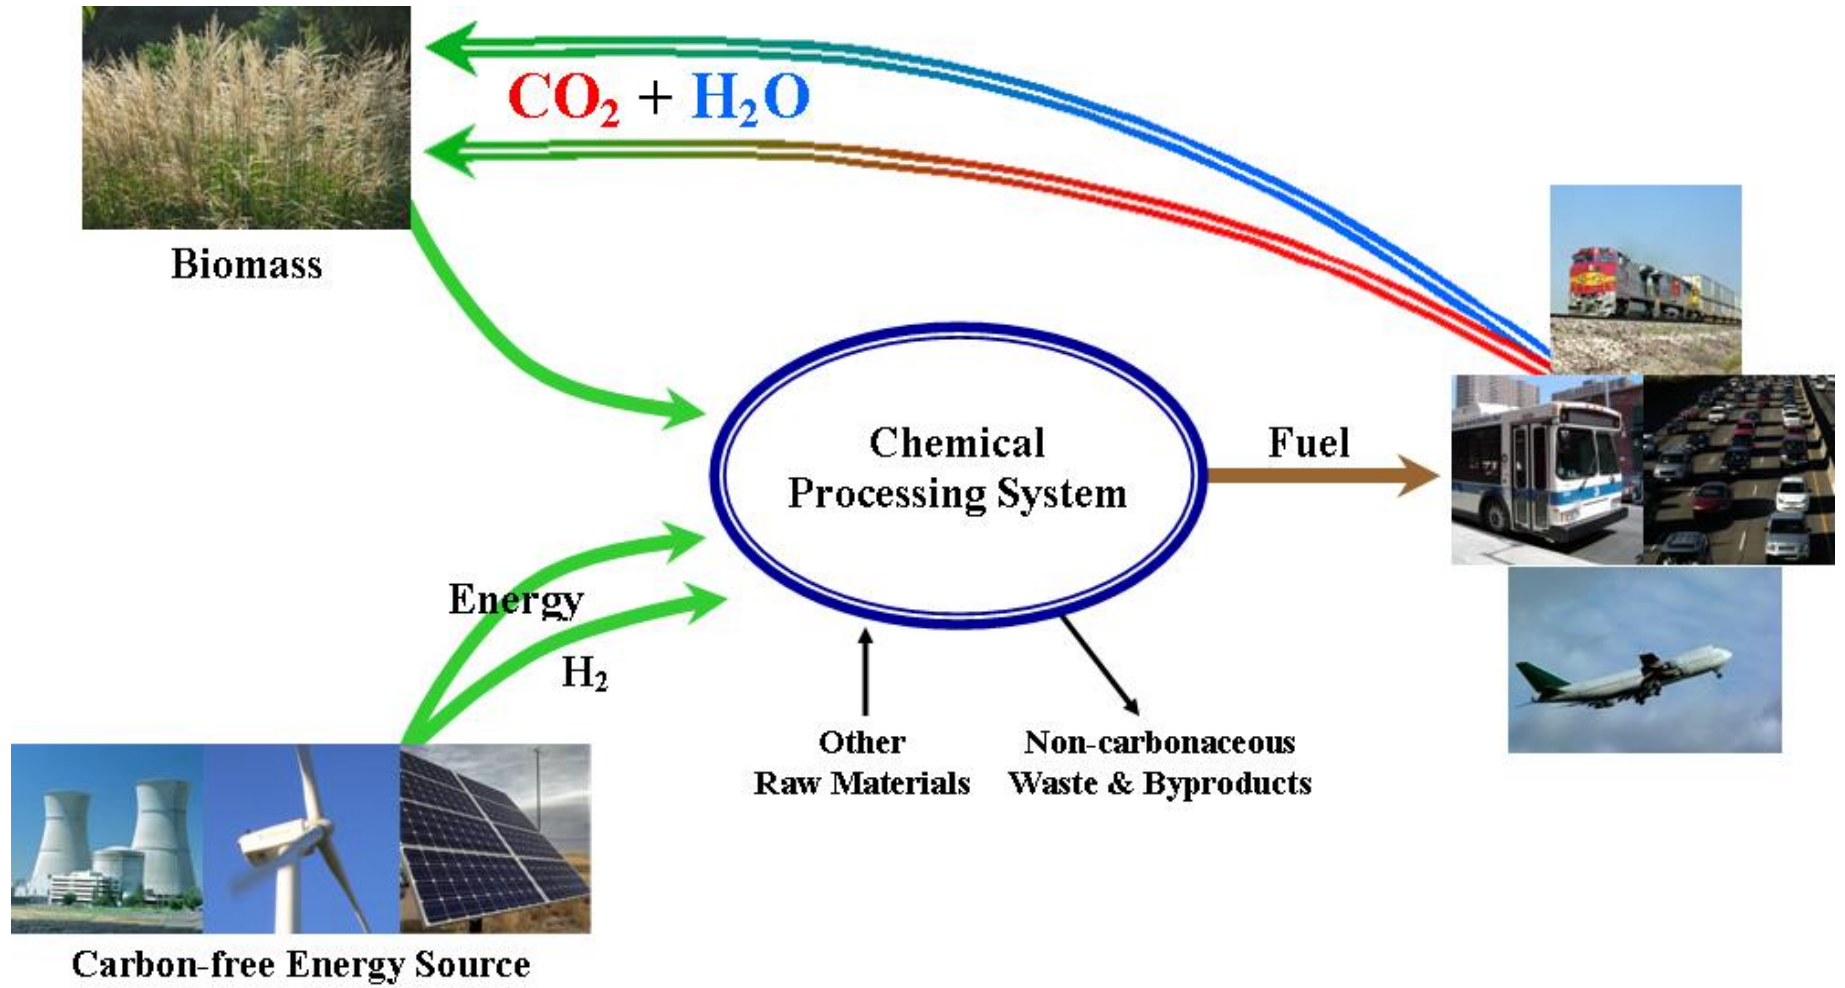 CO₂ + H₂O
Biomass
Chemical
Processing System
Fuel
Energy
H₂
Other
Raw Materials
Non-carbonaceous
Waste & Byproducts
Carbon-free Energy Source